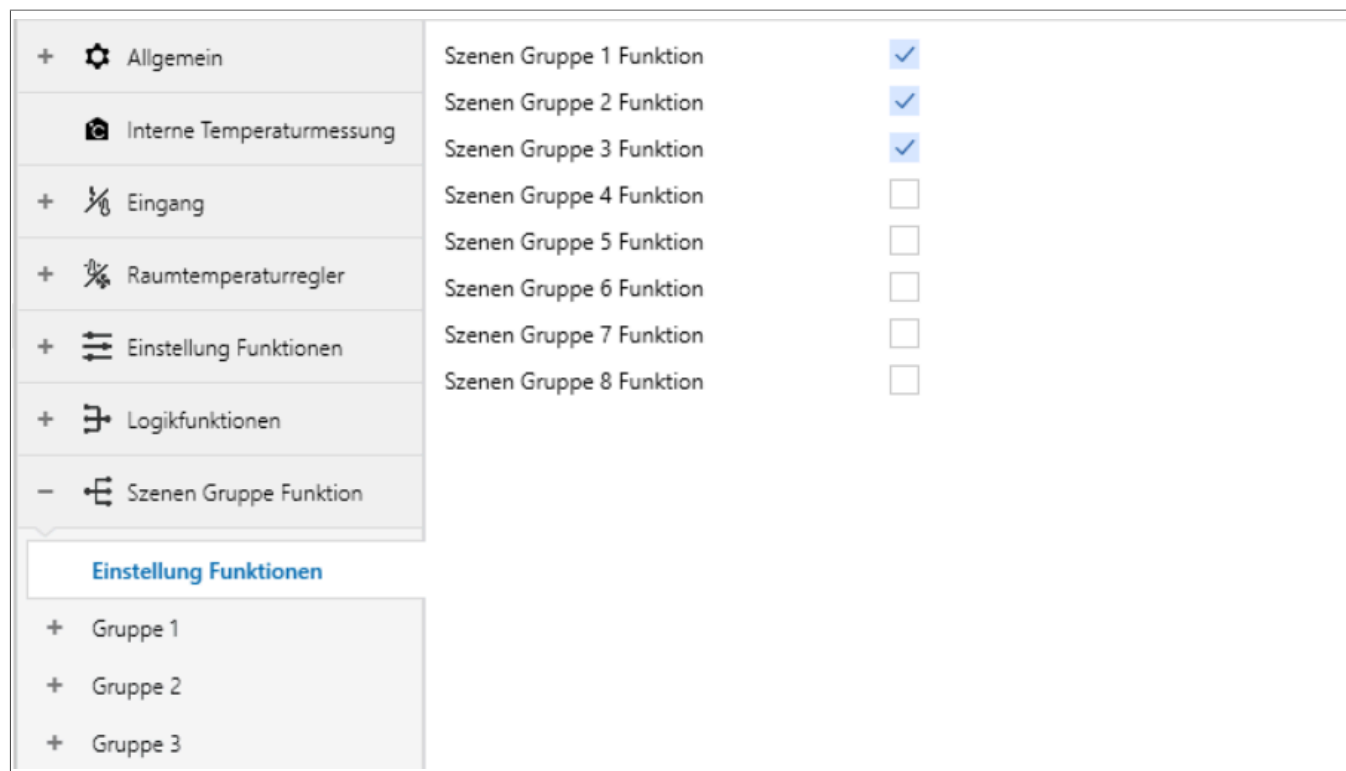 Allgemein
Interne Temperaturmessung
Eingang
Raumtemperaturregler
Einstellung Funktionen
Logikfunktionen
Szenen Gruppe Funktion
Einstellung Funktionen
Gruppe 1
Gruppe 2
Gruppe 3
Szenen Gruppe 1 Funktion
Szenen Gruppe 2 Funktion
Szenen Gruppe 3 Funktion
Szenen Gruppe 4 Funktion
Szenen Gruppe 5 Funktion
Szenen Gruppe 6 Funktion
Szenen Gruppe 7 Funktion
Szenen Gruppe 8 Funktion